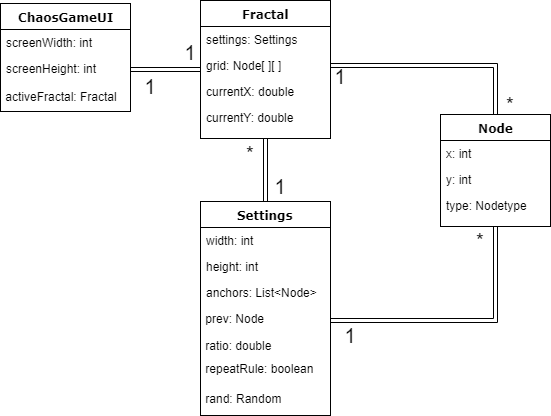 ChaosGameUI
screenWidth: int
screenHeight: int
activeFractal: Fractal
1
1
Fractal
settings: Settings
grid: Node[ ][ ]
currentX: double
currentY: double
1
*
Node
x: int
y: int
type: Nodetype
*
*
1
Settings
width: int
height: int
anchors: List<Node>
prev: Node
ratio: double
repeatRule: boolean
rand: Random
1